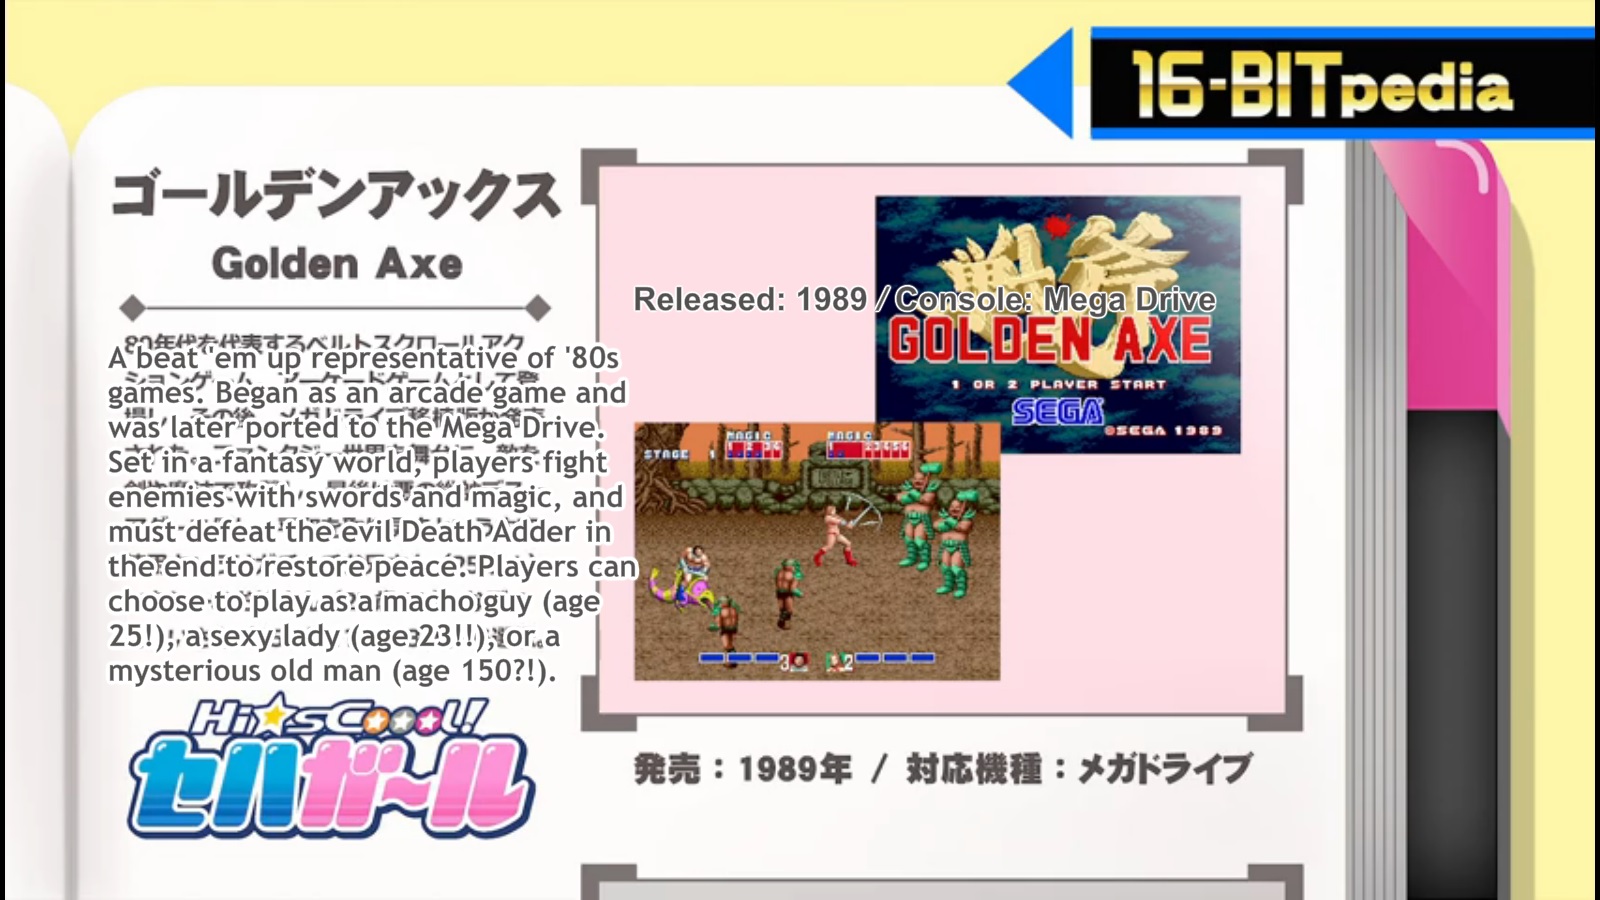 16-BITpedia
ゴールデンアックス
Golden Axe
A beat 'em up representative of '80s
games. Began as an arcade game and
was later ported to the Mega Drive.
Set in a fantasy world, players fight
enemies with swords and magic, and
must defeat the evil Death Adder in
the end to restore peace. Players can
choose to play as a macho guy (age
25!), a sexy lady (age 23!!), or a
mysterious old man (age 150?!).
Hi☆sCoool!
セハガール
Released: 1989 / Console: Mega Drive
GOLDEN AXE
1 OR 2 PLAYER START
SEGA
©SEGA 1989
MAGIC MAGIC
STAGE 1
3 2
発売：1989年 / 対応機種：メガドライブ